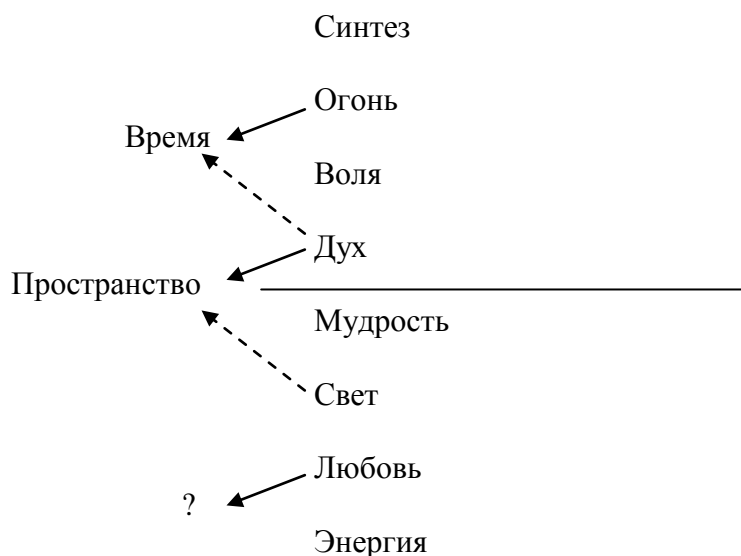 Синтез
Огонь
Время
Воля
Дух
Пространство
Мудрость
Свет
Любовь
?
Энергия